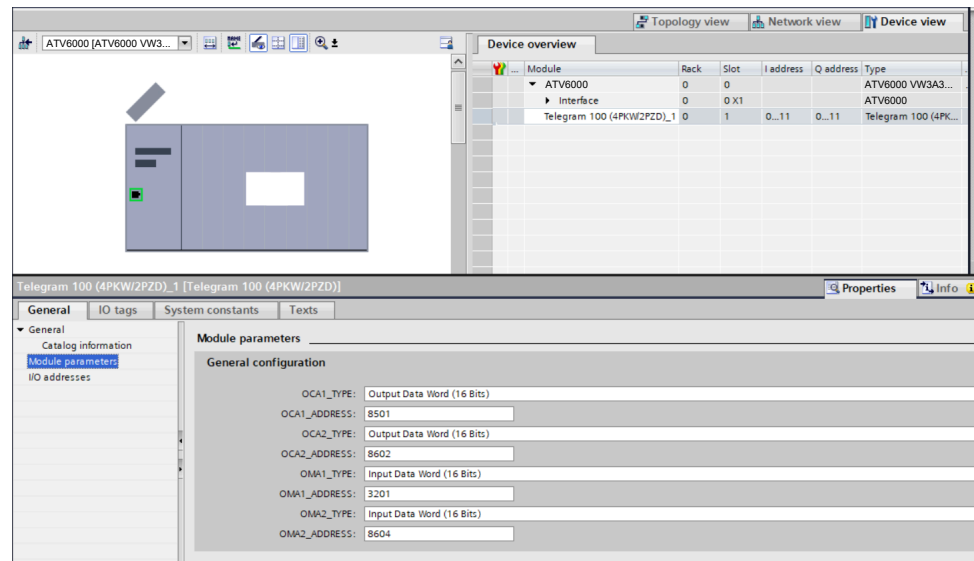 Topology view Network view Device view
ATV6000 [ATV6000 VW3... Device overview
... Module Rack Slot I address Q address Type
ATV6000 0 0 ATV6000 VW3A3...
Interface 0 0 X1 ATV6000
Telegram 100 (4PKW/2PZD)_1 0 1 0...11 0...11 Telegram 100 (4PK...
Telegram 100 (4PKW/2PZD)_1 [Telegram 100 (4PKW/2PZD)] Properties Info
General IO tags System constants Texts
General
Catalog information
Module parameters
I/O addresses
Module parameters
General configuration
OCA1_TYPE: Output Data Word (16 Bits)
OCA1_ADDRESS: 8501
OCA2_TYPE: Output Data Word (16 Bits)
OCA2_ADDRESS: 8602
OMA1_TYPE: Input Data Word (16 Bits)
OMA1_ADDRESS: 3201
OMA2_TYPE: Input Data Word (16 Bits)
OMA2_ADDRESS: 8604